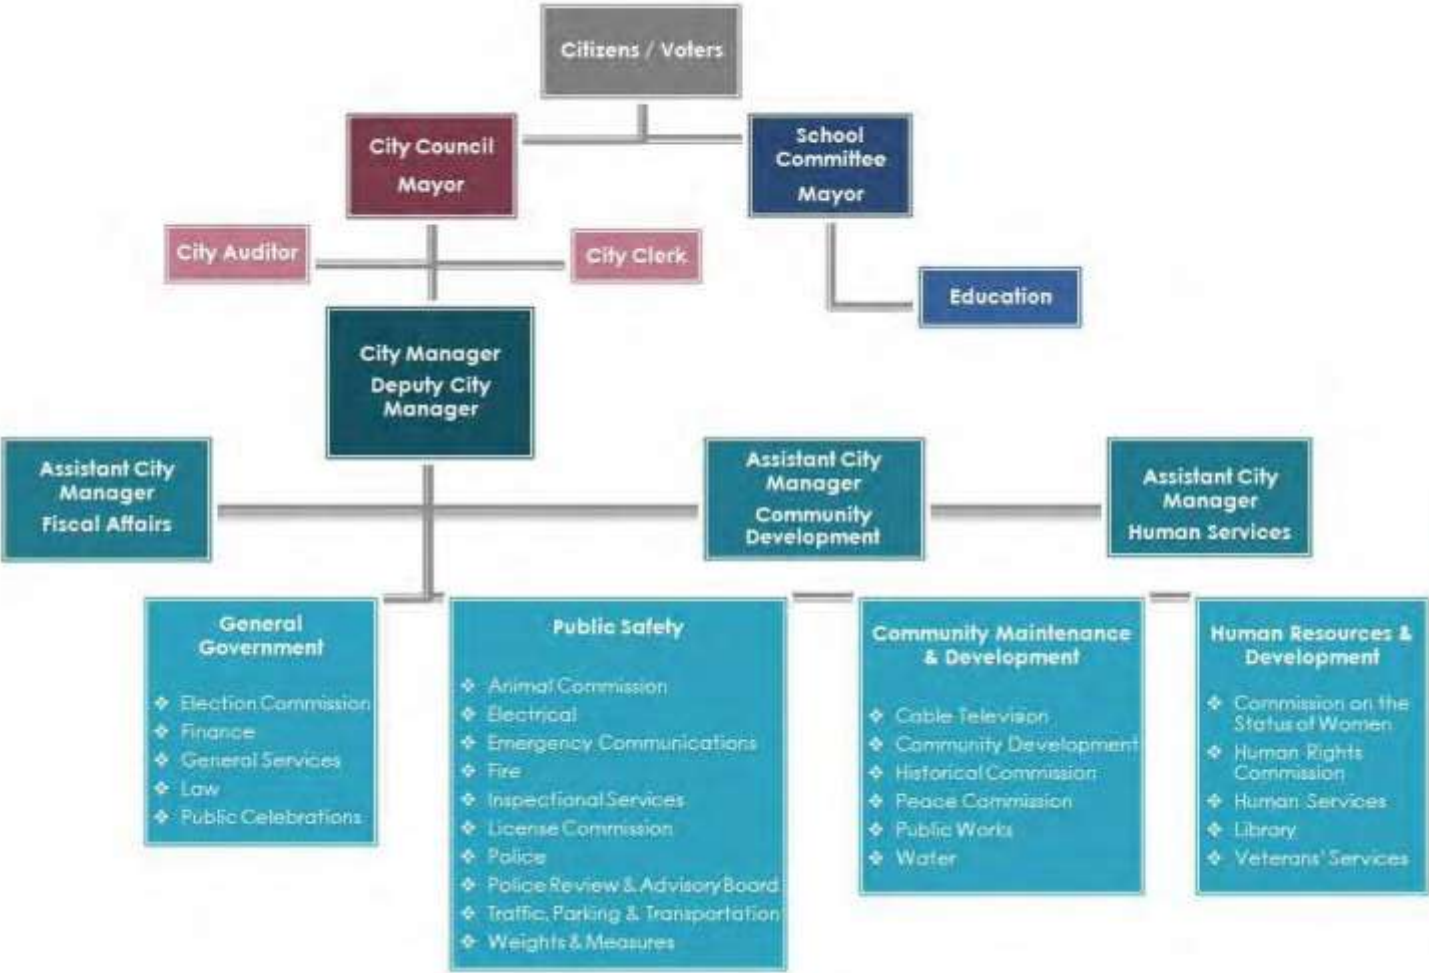 Citizens / Voters
City Council
Mayor
School
Committee
Mayor
City Auditor
City Clerk
Education
City Manager
Deputy City
Manager
Assistant City
Manager
Fiscal Affairs
Assistant City
Manager
Community
Development
Assistant City
Manager
Human Services
General
Government
❖ Election Commission
❖ Finance
❖ General Services
❖ Law
❖ Public Celebrations
Public Safety
❖ Animal Commission
❖ Electrical
❖ Emergency Communications
❖ Fire
❖ Inspectional Services
❖ License Commission
❖ Police
❖ Police Review & Advisory Board
❖ Traffic, Parking & Transportation
❖ Weights & Measures
Community Maintenance
& Development
❖ Cable Television
❖ Community Development
❖ Historical Commission
❖ Peace Commission
❖ Public Works
❖ Water
Human Resources &
Development
❖ Commission on the
Status of Women
❖ Human Rights
Commission
❖ Human Services
❖ Library
❖ Veterans' Services